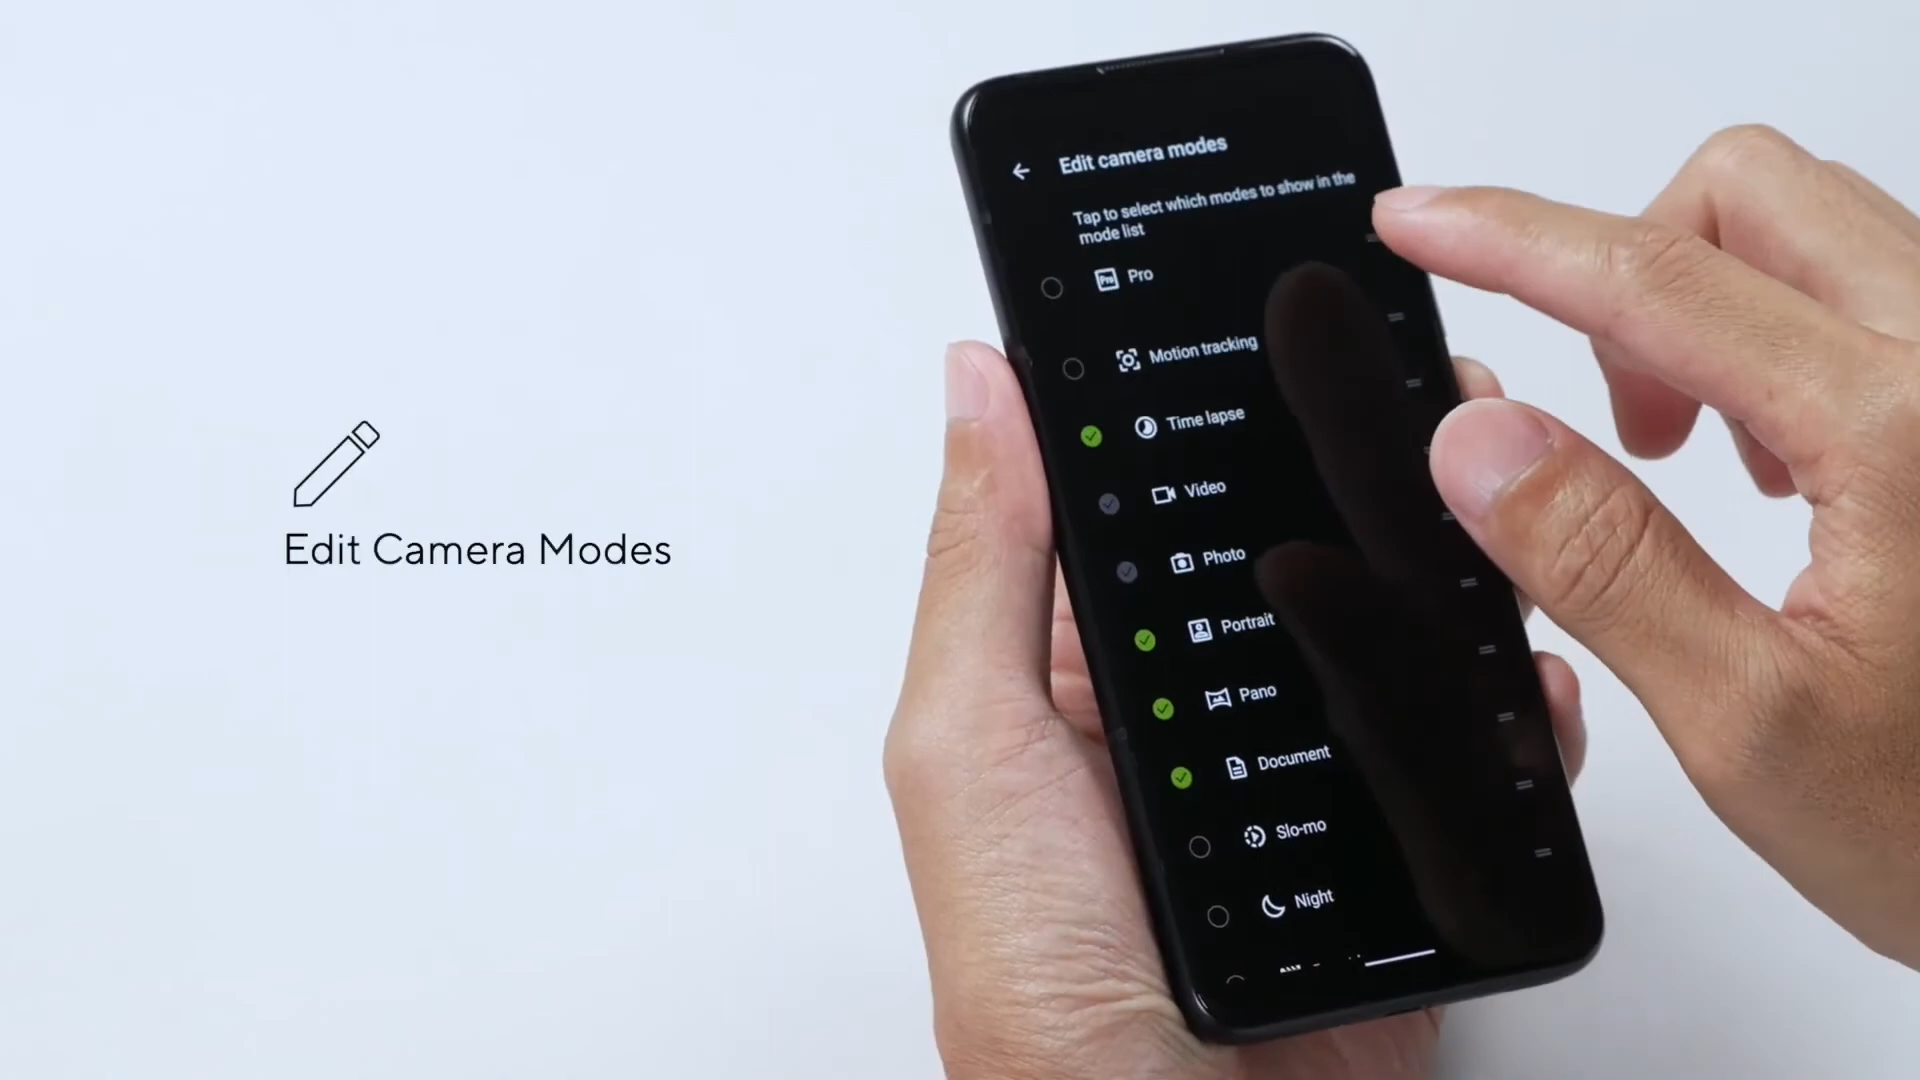 Edit Camera Modes
Edit camera modes
Tap to select which modes to show in the
mode list
Pro
Pro
Motion tracking
Time lapse
Video
Photo
Portrait
Pano
Document
Slo-mo
Night